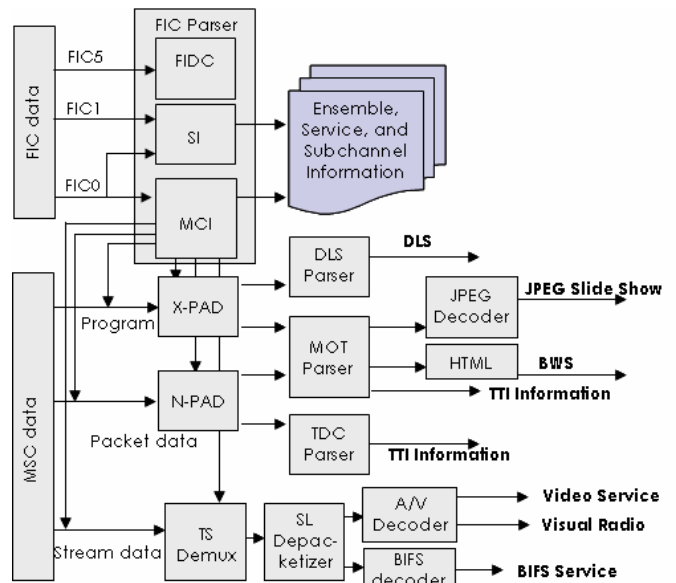 FIC Parser
FIC data
FIC5
FIDC
FIC1
SI
FIC0
MCI
Ensemble,
Service, and
Subchannel
Information
MSC data
Program
X-PAD
DLS
Parser
DLS
JPEG
Decoder
JPEG Slide Show
MOT
Parser
HTML
BWS
TTI Information
Packet data
N-PAD
TDC
Parser
TTI Information
Stream data
TS
Demux
SL
Depac-
ketizer
A/V
Decoder
Video Service
Visual Radio
BIFS
decoder
BIFS Service